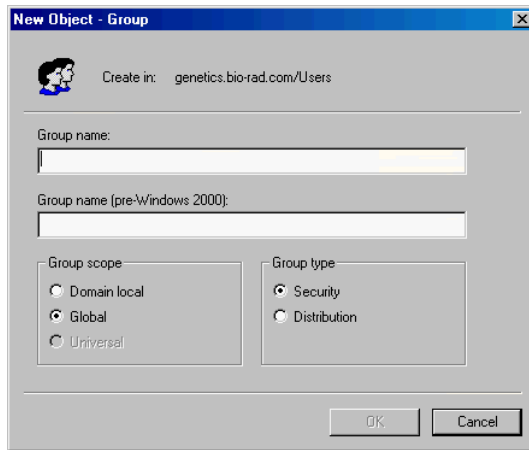 New Object - Group
Create in: genetics.bio-rad.com/Users
Group name:
Group name (pre-Windows 2000):
Group scope
Domain local
Global
Universal
Group type
Security
Distribution
OK
Cancel